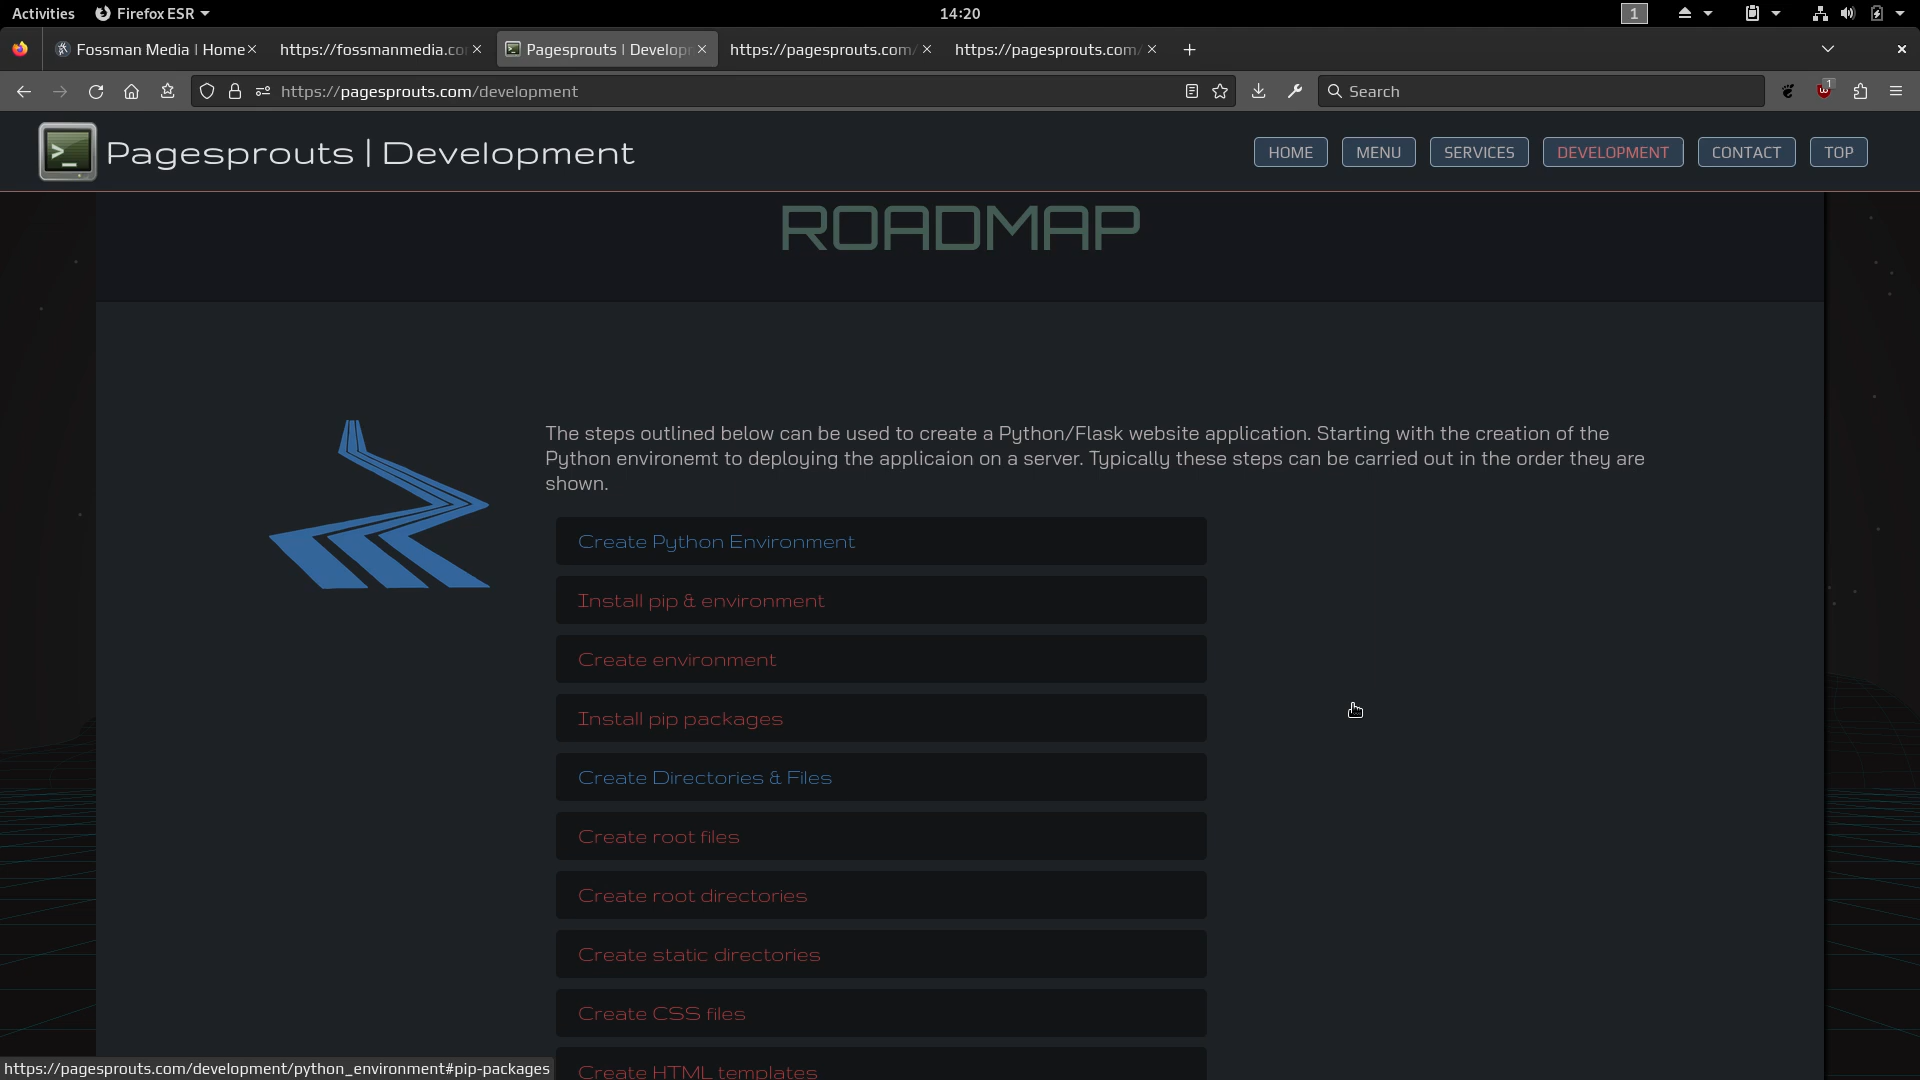 Activities
Firefox ESR
14:20
1
Fossman Media | Home
https://fossmanmedia.co
Pagesprouts | Develop
https://pagesprouts.com/
https://pagesprouts.com/
https://pagesprouts.com/development
Search
1
Pagesprouts | Development
HOME
MENU
SERVICES
DEVELOPMENT
CONTACT
TOP
ROADMAP
The steps outlined below can be used to create a Python/Flask website application. Starting with the creation of the
Python environemt to deploying the applicaion on a server. Typically these steps can be carried out in the order they are
shown.
Create Python Environment
Install pip & environment
Create environment
Install pip packages
Create Directories & Files
Create root files
Create root directories
Create static directories
Create CSS files
Create HTML templates
https://pagesprouts.com/development/python_environment#pip-packages